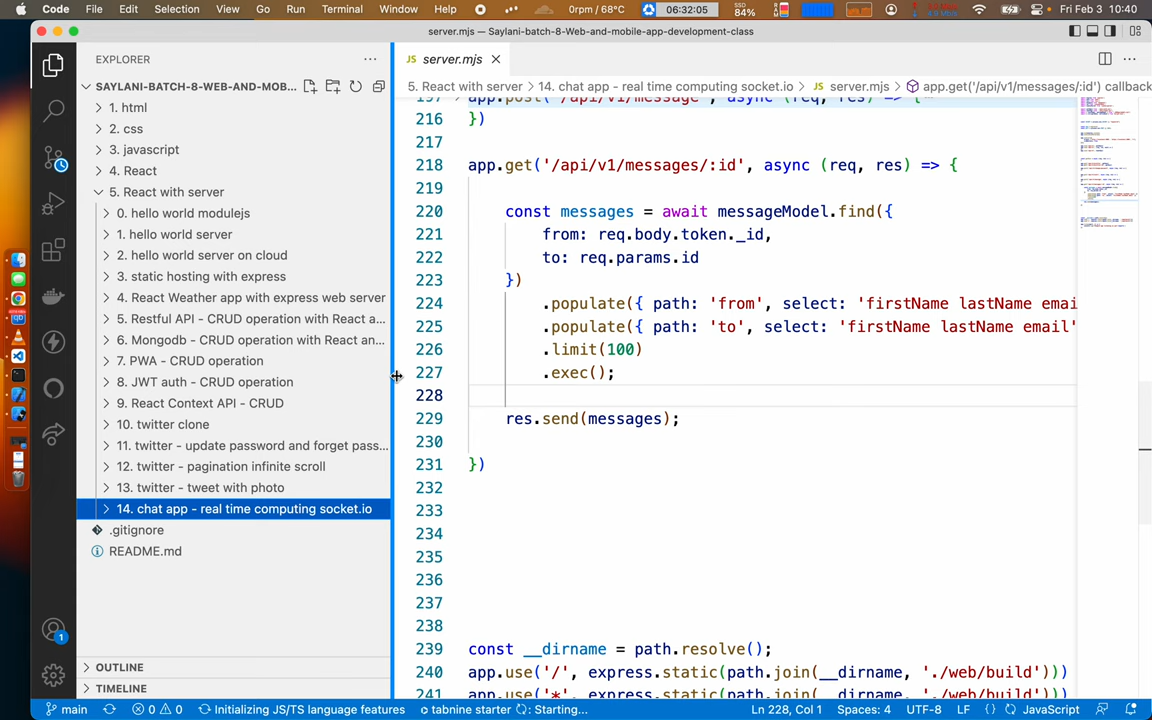 Code File Edit Selection View Go Run Terminal Window Help 0rpm / 68°C 06:32:05 SSD 84% Fri Feb 3 10:40
server.mjs — Saylani-batch-8-Web-and-mobile-app-development-class
EXPLORER
SAYLANI-BATCH-8-WEB-AND-MOB...
1. html
2. css
3. javascript
4. React
5. React with server
0. hello world modulejs
1. hello world server
2. hello world server on cloud
3. static hosting with express
4. React Weather app with express web server
5. Restful API - CRUD operation with React a...
6. Mongodb - CRUD operation with React an...
7. PWA - CRUD operation
8. JWT auth - CRUD operation
9. React Context API - CRUD
10. twitter clone
11. twitter - update password and forget pass...
12. twitter - pagination infinite scroll
13. twitter - tweet with photo
14. chat app - real time computing socket.io
.gitignore
README.md
OUTLINE
TIMELINE
JS server.mjs
5. React with server > 14. chat app - real time computing socket.io > JS server.mjs > app.get('/api/v1/messages/:id') callback
197 app.post('/api/v1/message', async (req, res) => {
216 })
217
218 app.get('/api/v1/messages/:id', async (req, res) => {
219
220 const messages = await messageModel.find({
221 from: req.body.token._id,
222 to: req.params.id
223 })
224 .populate({ path: 'from', select: 'firstName lastName emai
225 .populate({ path: 'to', select: 'firstName lastName email'
226 .limit(100)
227 .exec();
228
229 res.send(messages);
230
231 })
232
233
234
235
236
237
238
239 const __dirname = path.resolve();
240 app.use('/', express.static(path.join(__dirname, './web/build')))
241 app.use('*', express.static(path.join(__dirname, './web/build')))
1
main 0 0 Initializing JS/TS language features tabnine starter : Starting... Ln 228, Col 1 Spaces: 4 UTF-8 LF {} JavaScript